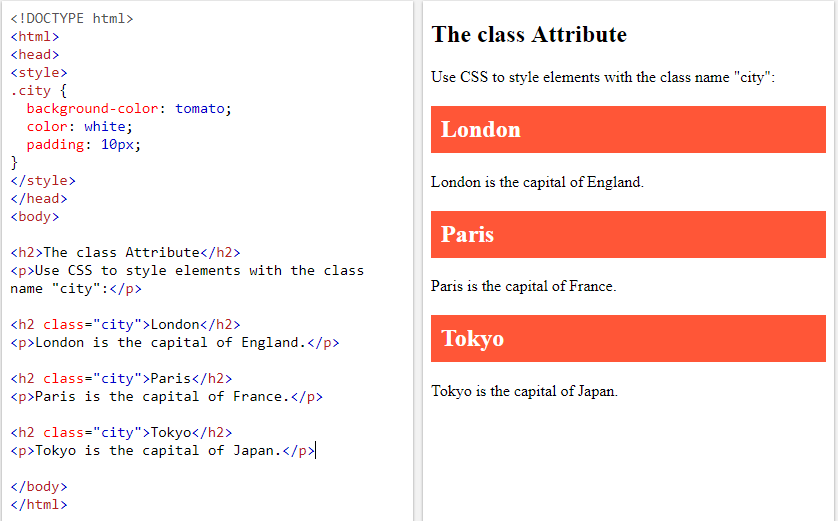 <!DOCTYPE html>
<html>
<head>
<style>
.city {
  background-color: tomato;
  color: white;
  padding: 10px;
}
</style>
</head>
<body>

<h2>The class Attribute</h2>
<p>Use CSS to style elements with the class
name "city":</p>

<h2 class="city">London</h2>
<p>London is the capital of England.</p>

<h2 class="city">Paris</h2>
<p>Paris is the capital of France.</p>

<h2 class="city">Tokyo</h2>
<p>Tokyo is the capital of Japan.</p>

</body>
</html>
The class Attribute
Use CSS to style elements with the class name "city":
London
London is the capital of England.
Paris
Paris is the capital of France.
Tokyo
Tokyo is the capital of Japan.